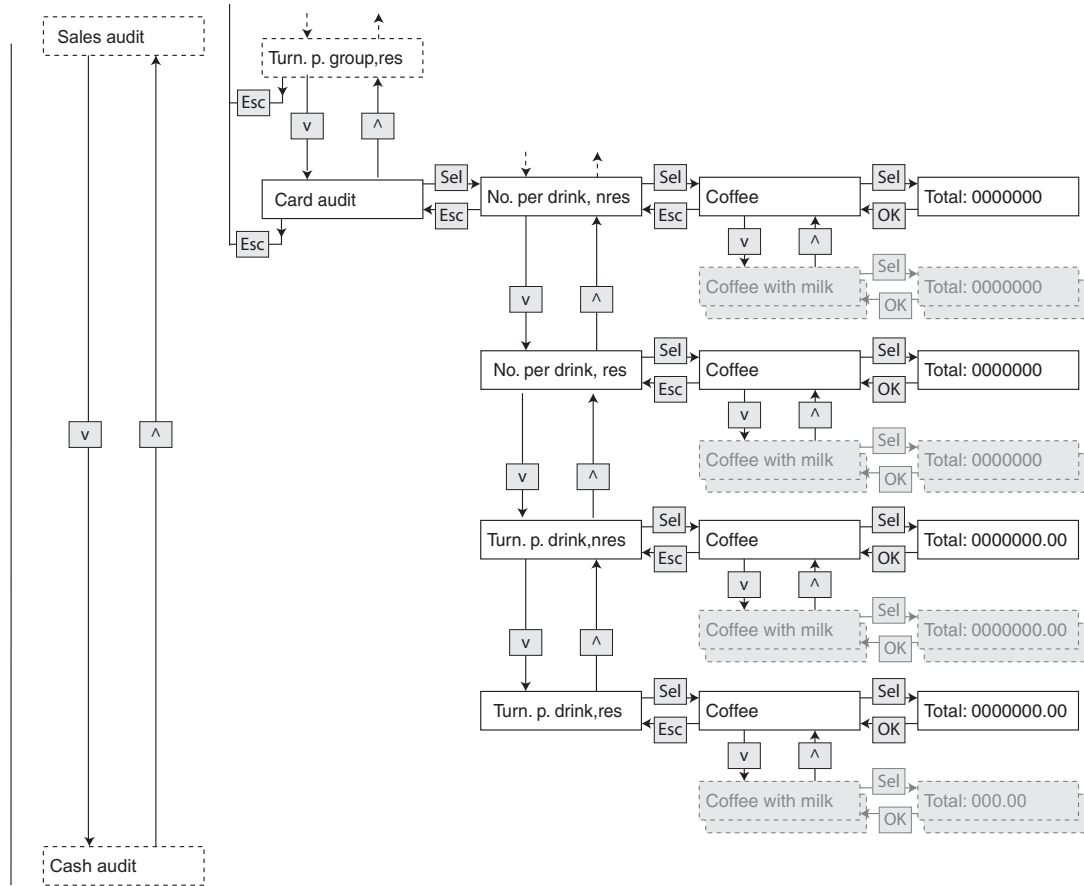 Sales audit
Turn. p. group,res
Esc
v
^
Card audit
Sel
No. per drink, nres
Sel
Coffee
Sel
Total: 0000000
Esc
Esc
OK
Esc
v
^
Sel
Coffee with milk
Total: 0000000
OK
v
^
No. per drink, res
Sel
Coffee
Sel
Total: 0000000
Esc
OK
v
^
v
^
Sel
Coffee with milk
Total: 0000000
OK
v
^
Turn. p. drink,nres
Sel
Coffee
Sel
Total: 0000000.00
Esc
OK
v
^
Sel
Coffee with milk
Total: 0000000.00
OK
v
^
Turn. p. drink,res
Sel
Coffee
Sel
Total: 0000000.00
Esc
OK
v
^
Sel
Coffee with milk
Total: 000.00
OK
Cash audit